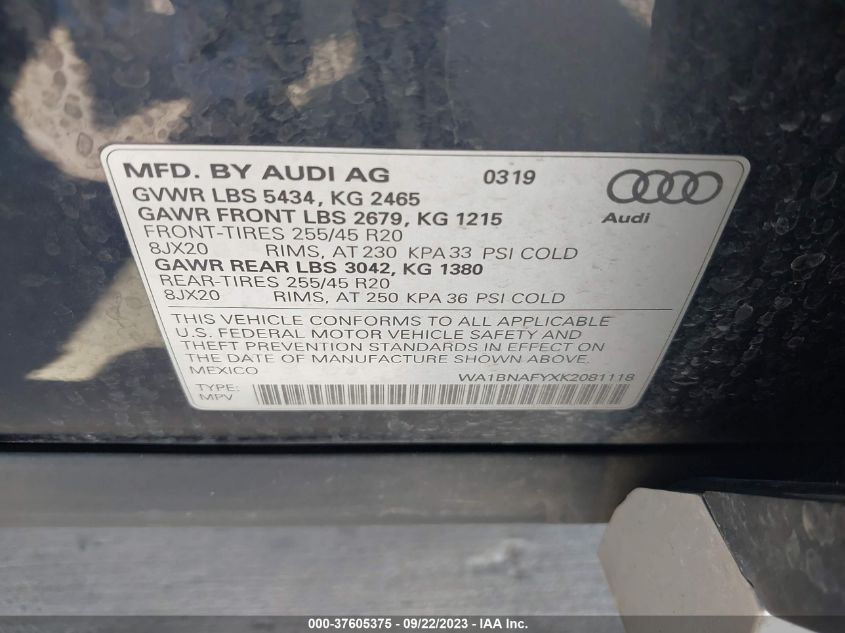 MFD. BY AUDI AG 0319
GVWR LBS 5434, KG 2465
GAWR FRONT LBS 2679, KG 1215
Audi
FRONT-TIRES 255/45 R20
8JX20 RIMS, AT 230 KPA 33 PSI COLD
GAWR REAR LBS 3042, KG 1380
REAR-TIRES 255/45 R20
8JX20 RIMS, AT 250 KPA 36 PSI COLD
THIS VEHICLE CONFORMS TO ALL APPLICABLE
U.S. FEDERAL MOTOR VEHICLE SAFETY AND
THEFT PREVENTION STANDARDS IN EFFECT ON
THE DATE OF MANUFACTURE SHOWN ABOVE.
MEXICO WA1BNAFYXK2081118
TYPE:
MPV
000-37605375 - 09/22/2023 - IAA Inc.